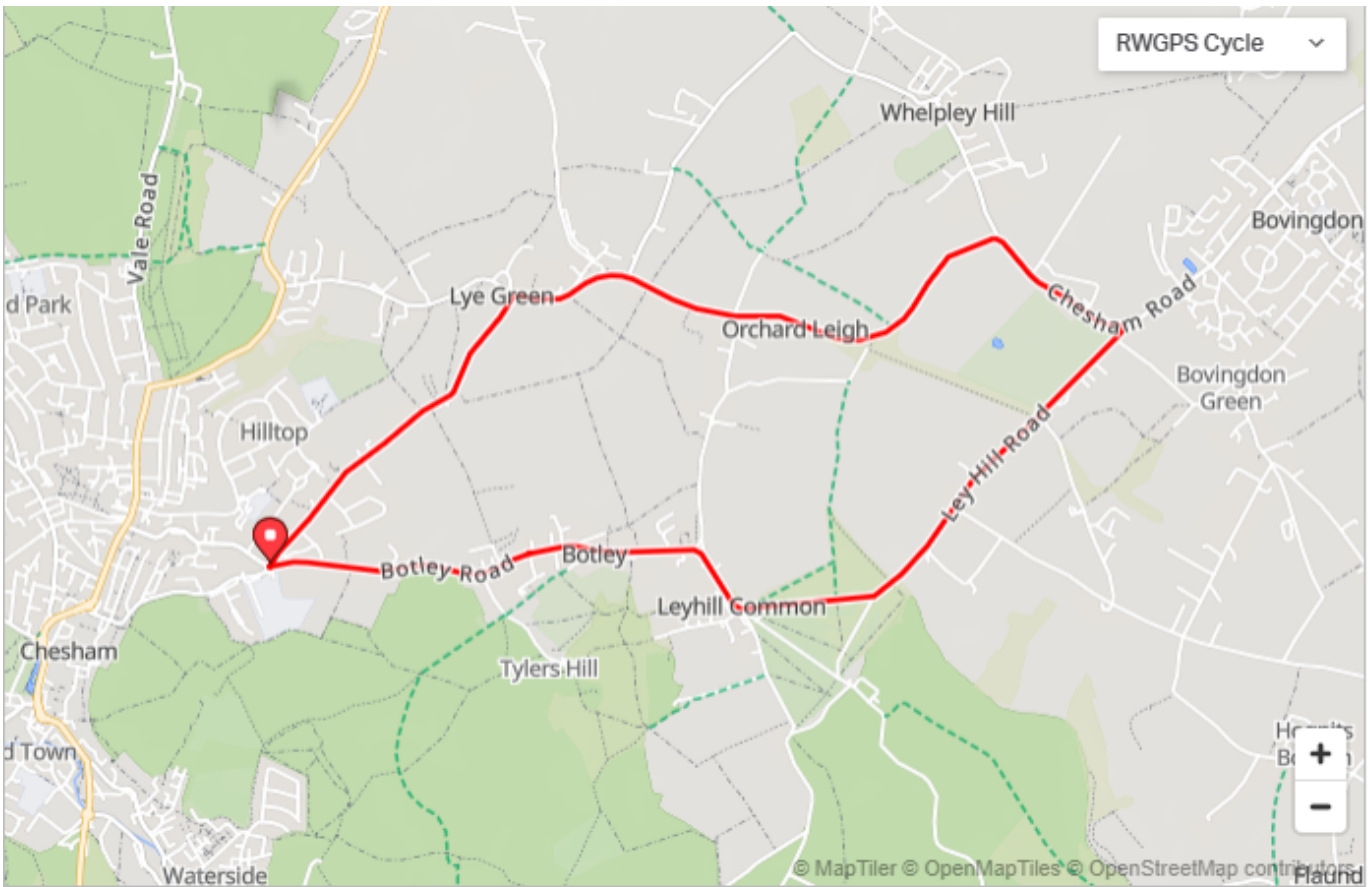 RWGPS Cycle
Whelpley Hill
Vale Road
Bovingdon
d Park
Lye Green
Chesham Road
Orchard Leigh
Bovingdon
Green
Hilltop
Ley Hill Road
Botley Road
Botley
Leyhill Common
Chesham
Tylers Hill
d Town
+
−
© MapTiler © OpenMapTiles © OpenStreetMap contributors
Waterside
Flaund